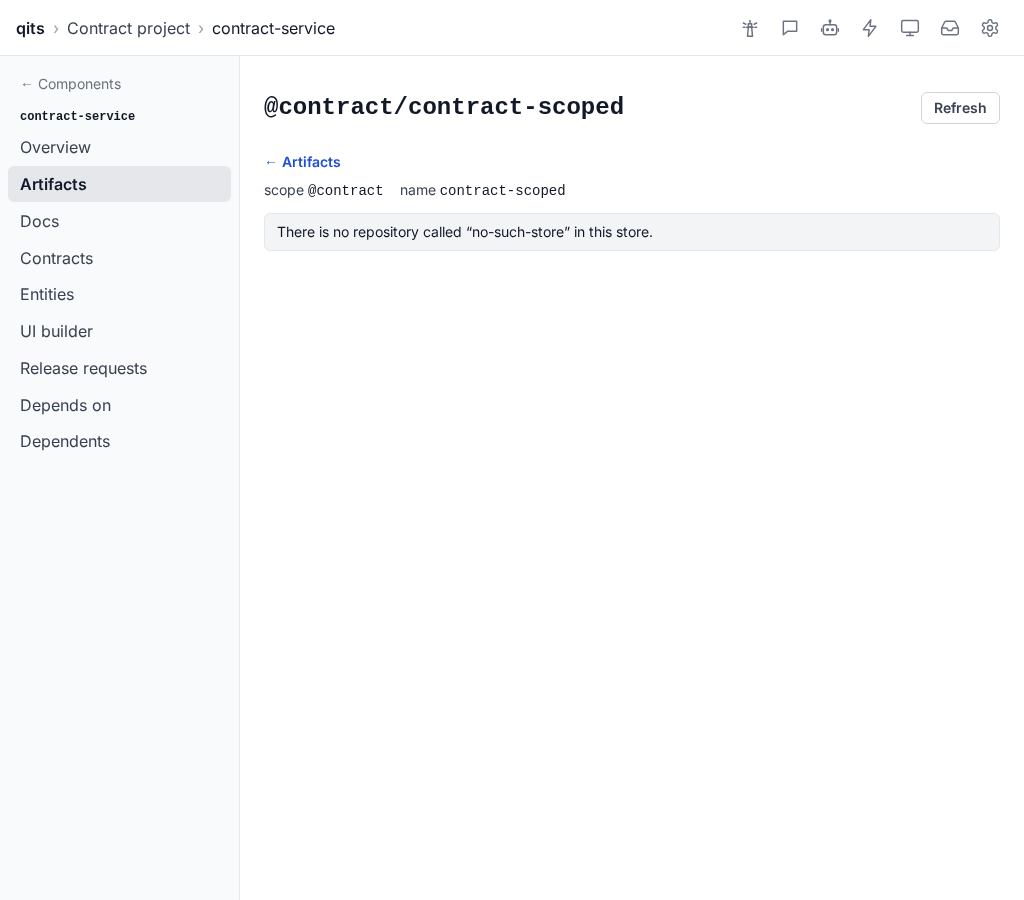 qits › Contract project › contract-service
← Components
contract-service
Overview
Artifacts
Docs
Contracts
Entities
UI builder
Release requests
Depends on
Dependents
@contract/contract-scoped
Refresh
← Artifacts
scope @contract name contract-scoped
There is no repository called “no-such-store” in this store.